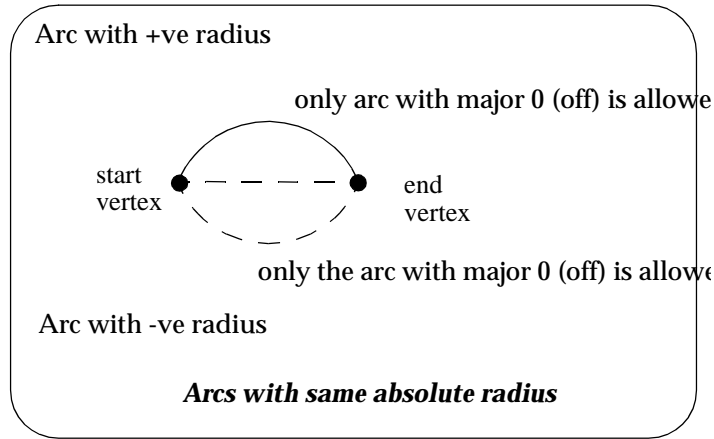 Arc with +ve radius
only arc with major 0 (off) is allowe
start
vertex
end
vertex
only the arc with major 0 (off) is allowe
Arc with -ve radius
Arcs with same absolute radius